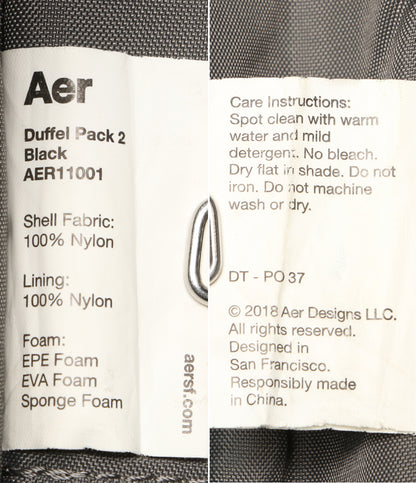 Aer
Duffel Pack 2
Black
AER11001
Shell Fabric:
100% Nylon
Lining:
100% Nylon
Foam:
EPE Foam
EVA Foam
Sponge Foam
aersf.com
Care Instructions:
Spot clean with warm
water and mild
detergent. No bleach.
Dry flat in shade. Do not
iron. Do not machine
wash or dry.
DT - PO 37
© 2018 Aer Designs LLC.
All rights reserved.
Designed in
San Francisco.
Responsibly made
in China.